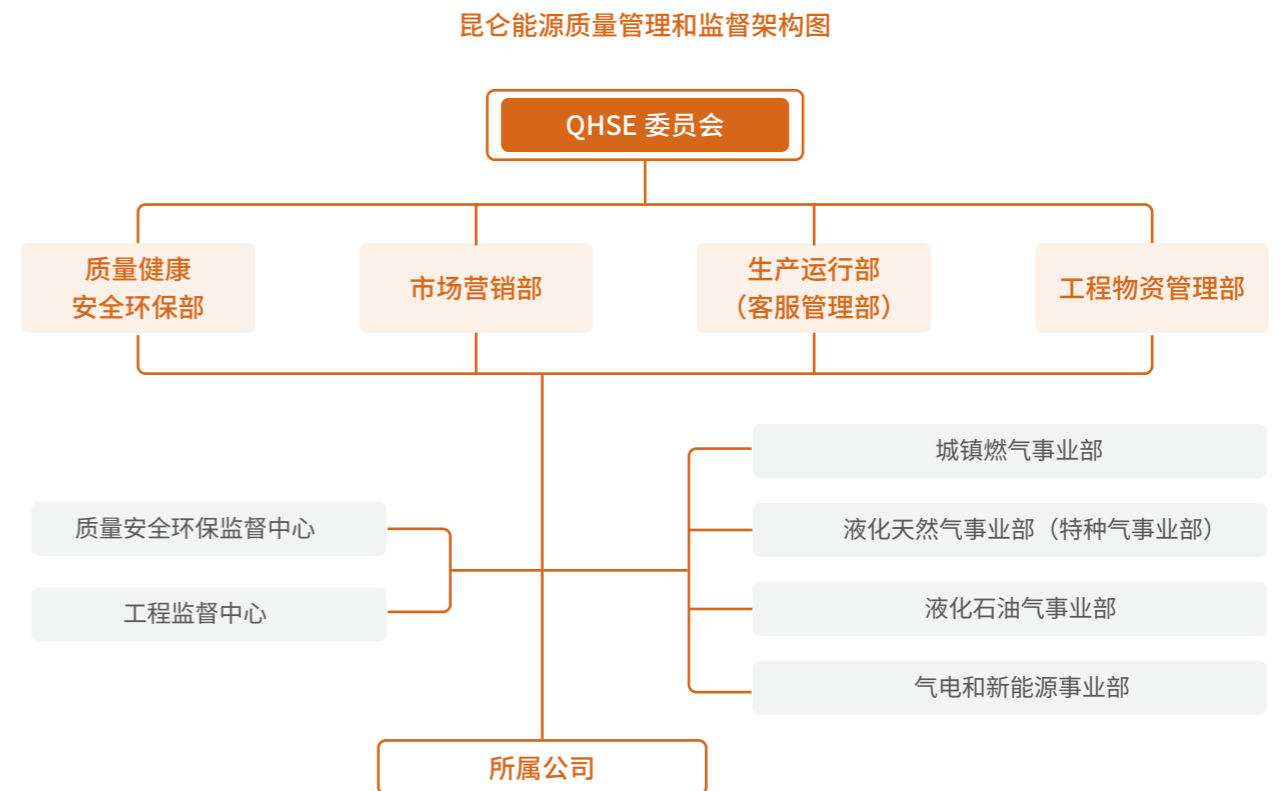 昆仑能源质量管理和监督架构图
QHSE 委员会
质量健康
安全环保部
市场营销部
生产运行部
（客服管理部）
工程物资管理部
城镇燃气事业部
质量安全环保监督中心
液化天然气事业部（特种气事业部）
工程监督中心
液化石油气事业部
气电和新能源事业部
所属公司